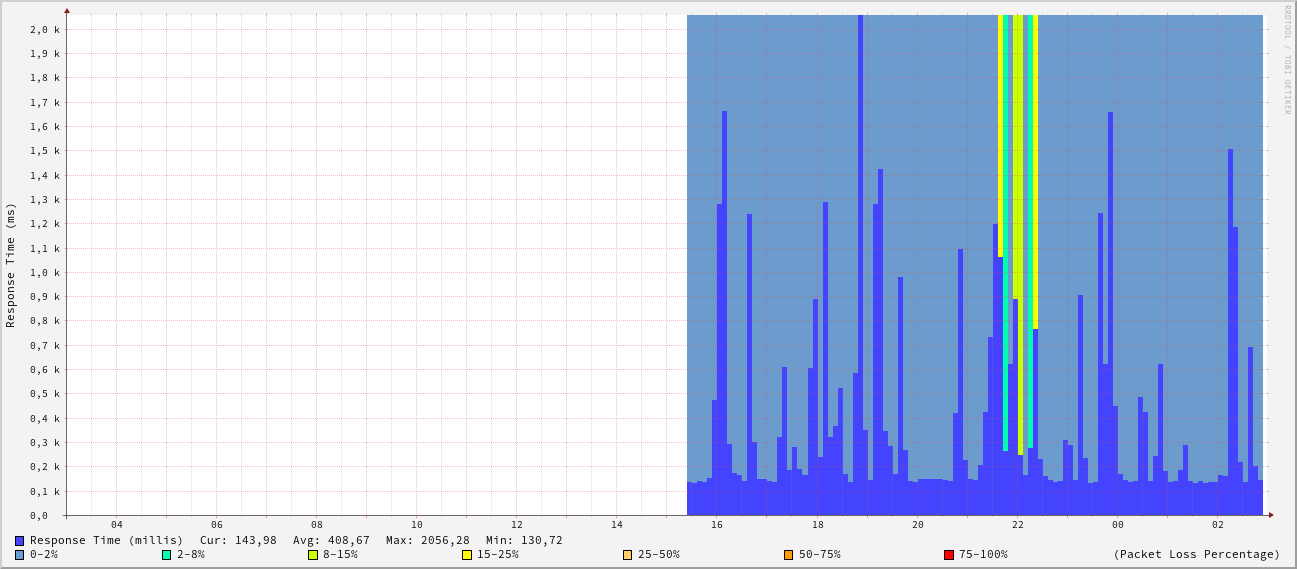 RRDTOOL / TOBI OETIKER
Response Time (ms)
2,0 k
1,9 k
1,8 k
1,7 k
1,6 k
1,5 k
1,4 k
1,3 k
1,2 k
1,1 k
1,0 k
0,9 k
0,8 k
0,7 k
0,6 k
0,5 k
0,4 k
0,3 k
0,2 k
0,1 k
0,0
04 06 08 10 12 14 16 18 20 22 00 02
Response Time (millis) Cur: 143,98 Avg: 408,67 Max: 2056,28 Min: 130,72
0-2% 2-8% 8-15% 15-25% 25-50% 50-75% 75-100% (Packet Loss Percentage)